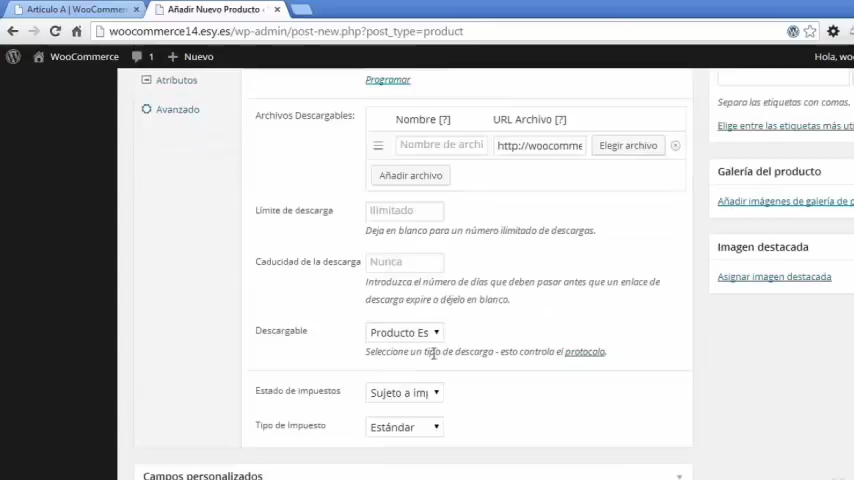 Artículo A | WooCommerce
Añadir Nuevo Producto ‹
woocommerce14.esy.es/wp-admin/post-new.php?post_type=product
WooCommerce
1
Nuevo
Hola, woo
Atributos
Programar
Avanzado
Archivos Descargables:
Nombre [?]
URL Archivo [?]
Nombre de archi
http://woocomme
Elegir archivo
Añadir archivo
Límite de descarga
Ilimitado
Deja en blanco para un número ilimitado de descargas.
Caducidad de la descarga
Nunca
Introduzca el número de días que deben pasar antes que un enlace de
descarga expire o déjelo en blanco.
Descargable
Producto Es
Seleccione un tipo de descarga - esto controla el protocolo.
Estado de impuestos
Sujeto a imp
Tipo de Impuesto
Estándar
Campos personalizados
Separa las etiquetas con comas.
Elige entre las etiquetas más uti
Galería del producto
Añadir imágenes de galería de p
Imagen destacada
Asignar imagen destacada